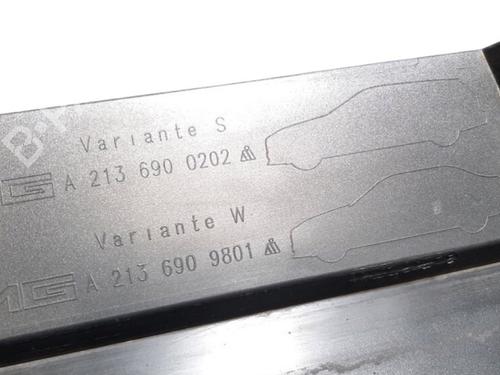 Variante S
A 213 690 0202
Variante W
A 213 690 9801